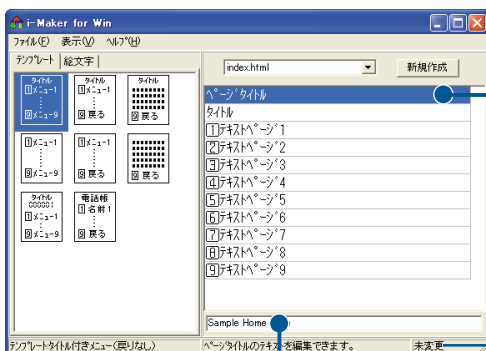 i-Maker for Win
ファイル(F) 表示(V) ヘルプ(H)
テンプレート 絵文字
タイトル
1メニュー1
9メニュー9
タイトル
1メニュー1
9戻る
タイトル
0戻る
1メニュー1
9メニュー9
1メニュー1
9戻る
0戻る
タイトル
000001
1メニュー1
9メニュー9
電話帳
1名前1
9戻る
index.html
新規作成
ページタイトル
タイトル
1テキストページ1
2テキストページ2
3テキストページ3
4テキストページ4
5テキストページ5
6テキストページ6
7テキストページ7
8テキストページ8
9テキストページ9
Sample Home
テンプレートタイトル付きメニュー(戻りなし)
ページタイトルのテキストを編集できます。
未変更